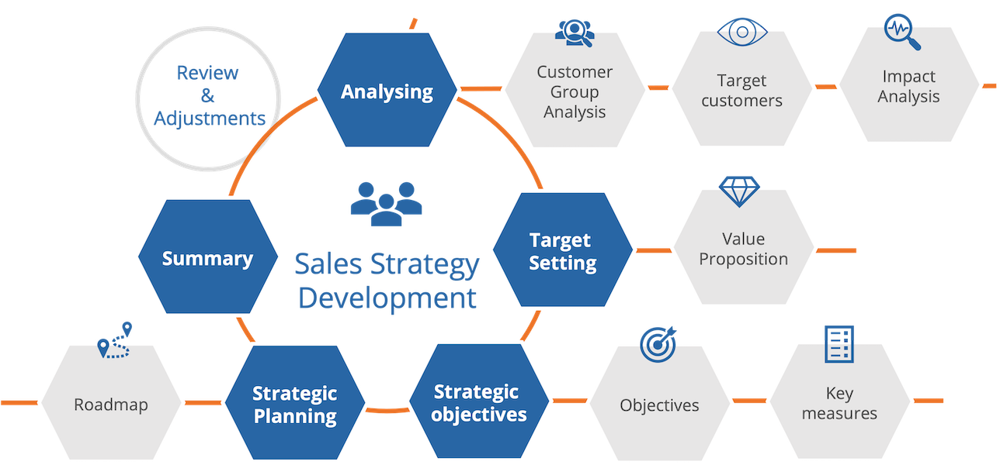 Review
&
Adjustments
Analysing
Customer
Group
Analysis
Target
customers
Impact
Analysis
Summary
Sales Strategy
Development
Target
Setting
Value
Proposition
Roadmap
Strategic
Planning
Strategic
objectives
Objectives
Key
measures